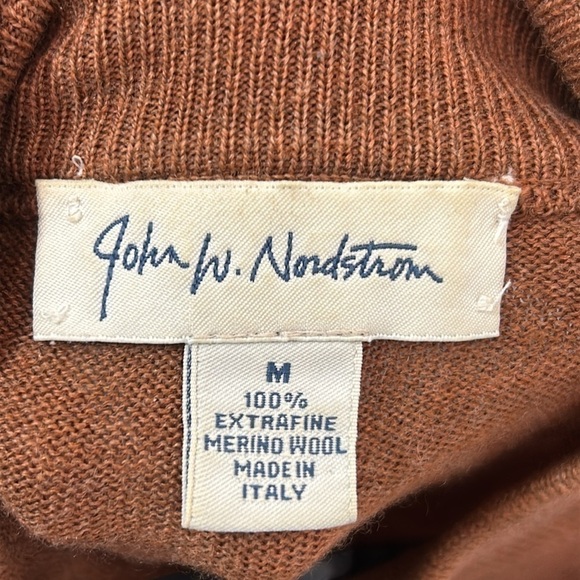 John W. Nordstrom
M
100%
EXTRAFINE
MERINO WOOL
MADE IN
ITALY